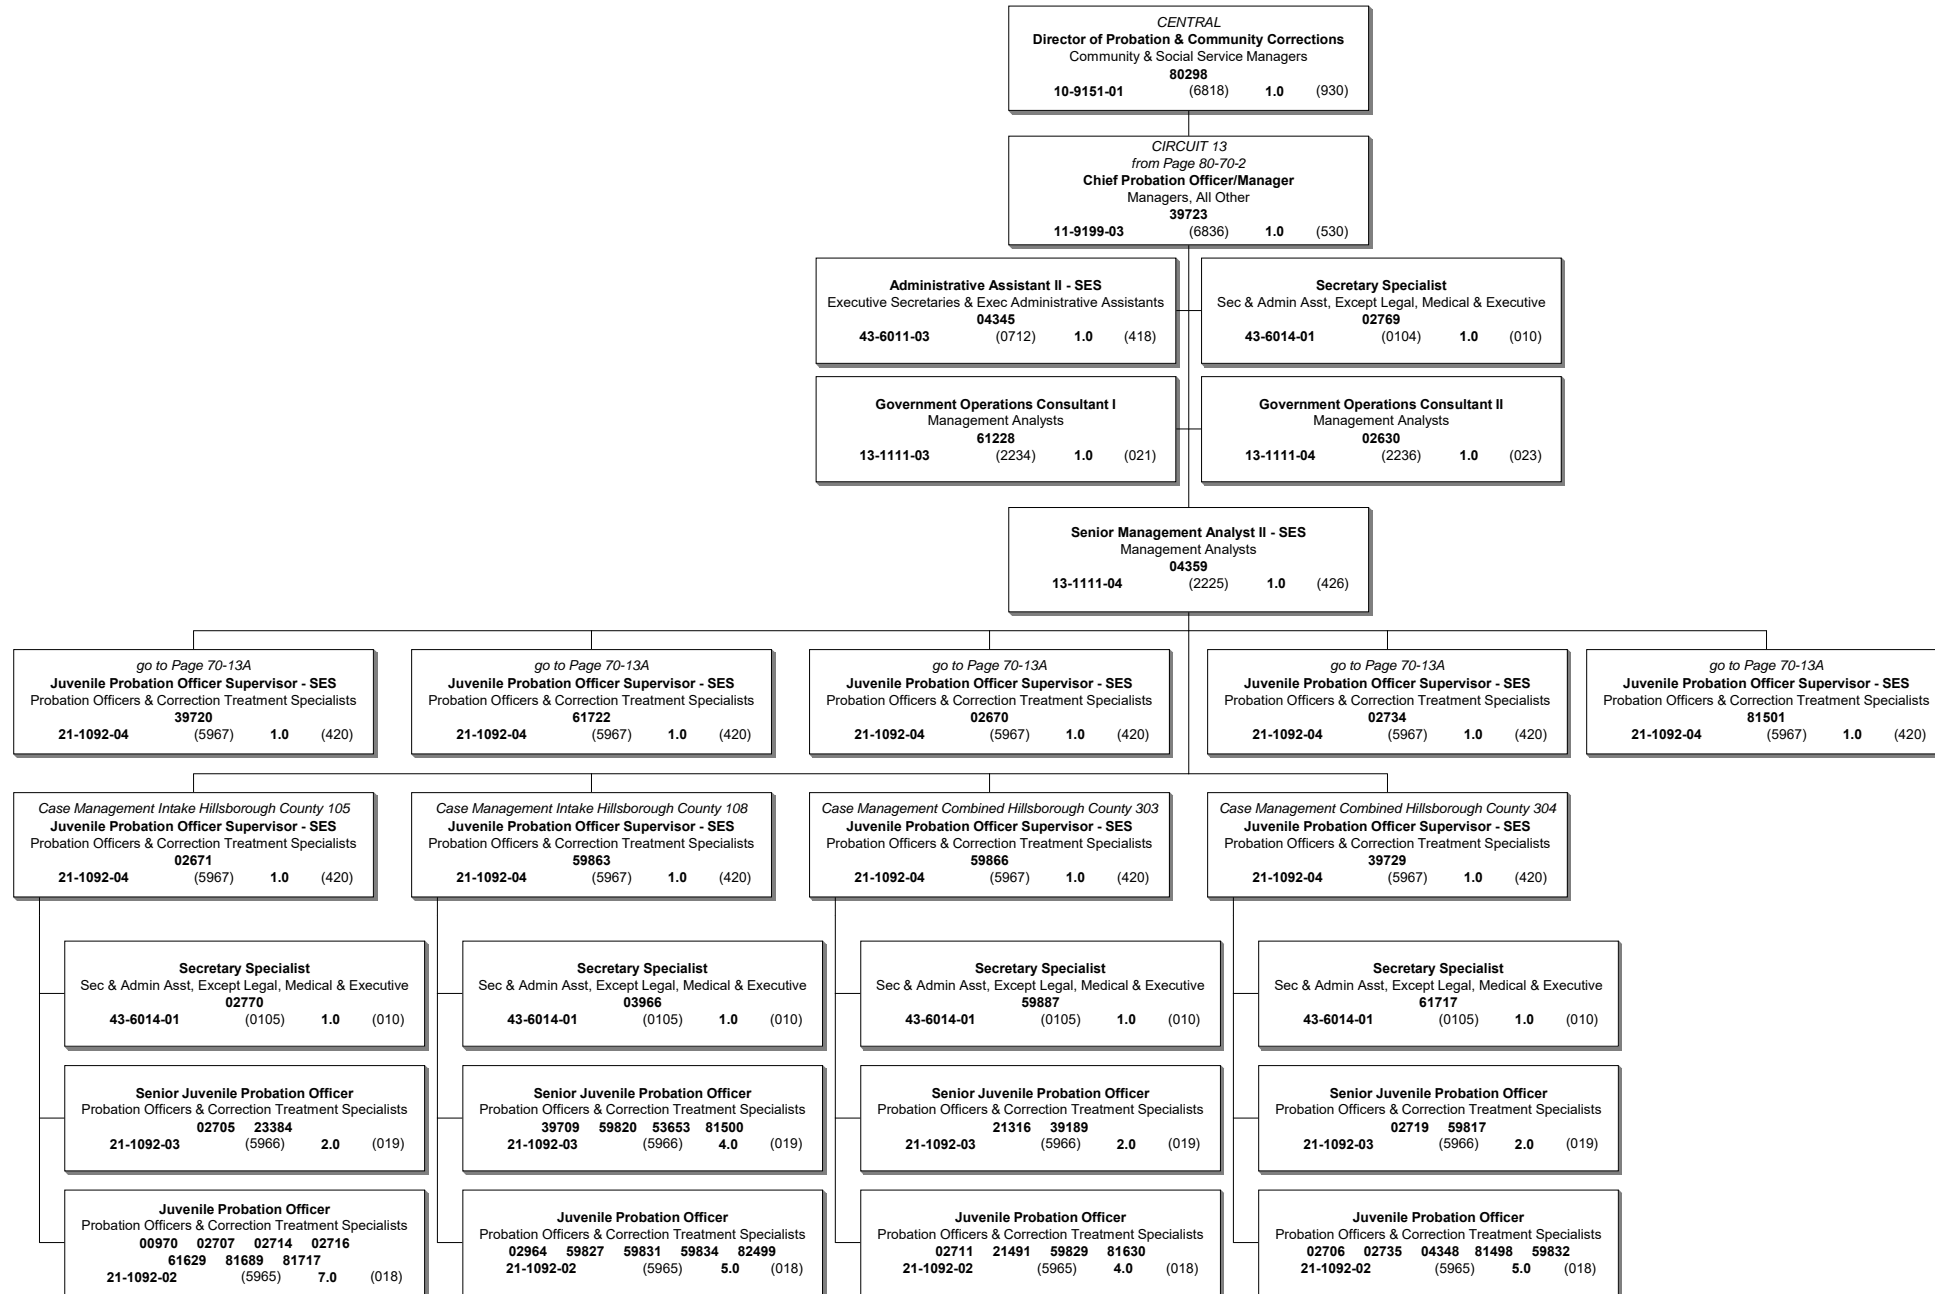 CENTRAL
Director of Probation & Community Corrections
Community & Social Service Managers
80298
10-9151-01 (6818) 1.0 (930)
CIRCUIT 13
from Page 80-70-2
Chief Probation Officer/Manager
Managers, All Other
39723
11-9199-03 (6836) 1.0 (530)
Administrative Assistant II - SES
Executive Secretaries & Exec Administrative Assistants
04345
43-6011-03 (0712) 1.0 (418)
Secretary Specialist
Sec & Admin Asst, Except Legal, Medical & Executive
02769
43-6014-01 (0104) 1.0 (010)
Government Operations Consultant I
Management Analysts
61228
13-1111-03 (2234) 1.0 (021)
Government Operations Consultant II
Management Analysts
02630
13-1111-04 (2236) 1.0 (023)
Senior Management Analyst II - SES
Management Analysts
04359
13-1111-04 (2225) 1.0 (426)
go to Page 70-13A
Juvenile Probation Officer Supervisor - SES
Probation Officers & Correction Treatment Specialists
39720
21-1092-04 (5967) 1.0 (420)
go to Page 70-13A
Juvenile Probation Officer Supervisor - SES
Probation Officers & Correction Treatment Specialists
61722
21-1092-04 (5967) 1.0 (420)
go to Page 70-13A
Juvenile Probation Officer Supervisor - SES
Probation Officers & Correction Treatment Specialists
02670
21-1092-04 (5967) 1.0 (420)
go to Page 70-13A
Juvenile Probation Officer Supervisor - SES
Probation Officers & Correction Treatment Specialists
02734
21-1092-04 (5967) 1.0 (420)
go to Page 70-13A
Juvenile Probation Officer Supervisor - SES
Probation Officers & Correction Treatment Specialists
81501
21-1092-04 (5967) 1.0 (420)
Case Management Intake Hillsborough County 105
Juvenile Probation Officer Supervisor - SES
Probation Officers & Correction Treatment Specialists
02671
21-1092-04 (5967) 1.0 (420)
Case Management Intake Hillsborough County 108
Juvenile Probation Officer Supervisor - SES
Probation Officers & Correction Treatment Specialists
59863
21-1092-04 (5967) 1.0 (420)
Case Management Combined Hillsborough County 303
Juvenile Probation Officer Supervisor - SES
Probation Officers & Correction Treatment Specialists
59866
21-1092-04 (5967) 1.0 (420)
Case Management Combined Hillsborough County 304
Juvenile Probation Officer Supervisor - SES
Probation Officers & Correction Treatment Specialists
39729
21-1092-04 (5967) 1.0 (420)
Secretary Specialist
Sec & Admin Asst, Except Legal, Medical & Executive
02770
43-6014-01 (0105) 1.0 (010)
Secretary Specialist
Sec & Admin Asst, Except Legal, Medical & Executive
03966
43-6014-01 (0105) 1.0 (010)
Secretary Specialist
Sec & Admin Asst, Except Legal, Medical & Executive
59887
43-6014-01 (0105) 1.0 (010)
Secretary Specialist
Sec & Admin Asst, Except Legal, Medical & Executive
61717
43-6014-01 (0105) 1.0 (010)
Senior Juvenile Probation Officer
Probation Officers & Correction Treatment Specialists
02705 23384
21-1092-03 (5966) 2.0 (019)
Senior Juvenile Probation Officer
Probation Officers & Correction Treatment Specialists
39709 59820 53653 81500
21-1092-03 (5966) 4.0 (019)
Senior Juvenile Probation Officer
Probation Officers & Correction Treatment Specialists
21316 39189
21-1092-03 (5966) 2.0 (019)
Senior Juvenile Probation Officer
Probation Officers & Correction Treatment Specialists
02719 59817
21-1092-03 (5966) 2.0 (019)
Juvenile Probation Officer
Probation Officers & Correction Treatment Specialists
00970 02707 02714 02716
61629 81689 81717
21-1092-02 (5965) 7.0 (018)
Juvenile Probation Officer
Probation Officers & Correction Treatment Specialists
02964 59827 59831 59834 82499
21-1092-02 (5965) 5.0 (018)
Juvenile Probation Officer
Probation Officers & Correction Treatment Specialists
02711 21491 59829 81630
21-1092-02 (5965) 4.0 (018)
Juvenile Probation Officer
Probation Officers & Correction Treatment Specialists
02706 02735 04348 81498 59832
21-1092-02 (5965) 5.0 (018)